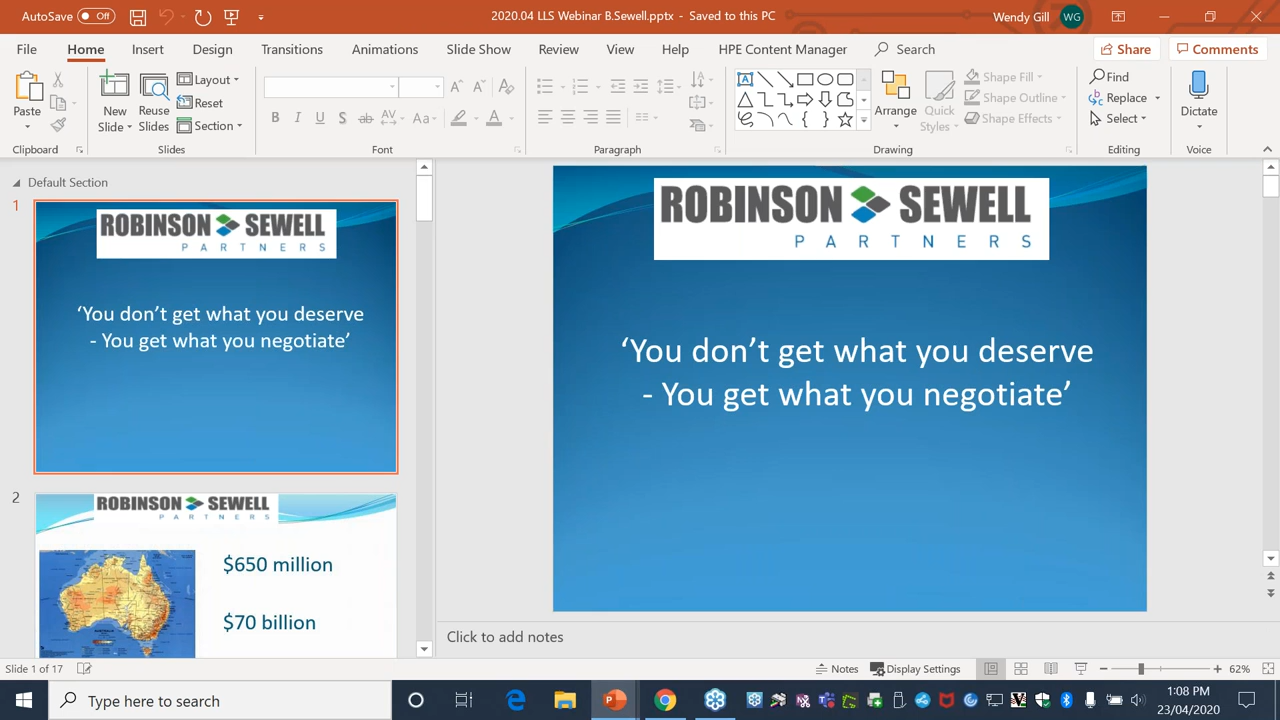 AutoSave Off
2020.04 LLS Webinar B.Sewell.pptx - Saved to this PC
Wendy Gill WG
File Home Insert Design Transitions Animations Slide Show Review View Help HPE Content Manager Search Share Comments
Paste
New Slide
Reuse Slides
Layout
Reset
Section
B I U S ab AV Aa A
Arrange
Quick Styles
Shape Fill
Shape Outline
Shape Effects
Find
Replace
Select
Dictate
Clipboard Slides Font Paragraph Drawing Editing Voice
Default Section
1
ROBINSON SEWELL
PARTNERS
‘You don’t get what you deserve
- You get what you negotiate’
2
ROBINSON SEWELL
PARTNERS
$650 million
$70 billion
ROBINSON SEWELL
PARTNERS
‘You don’t get what you deserve
- You get what you negotiate’
Click to add notes
Slide 1 of 17
Notes
Display Settings
62%
Type here to search
1:08 PM
23/04/2020